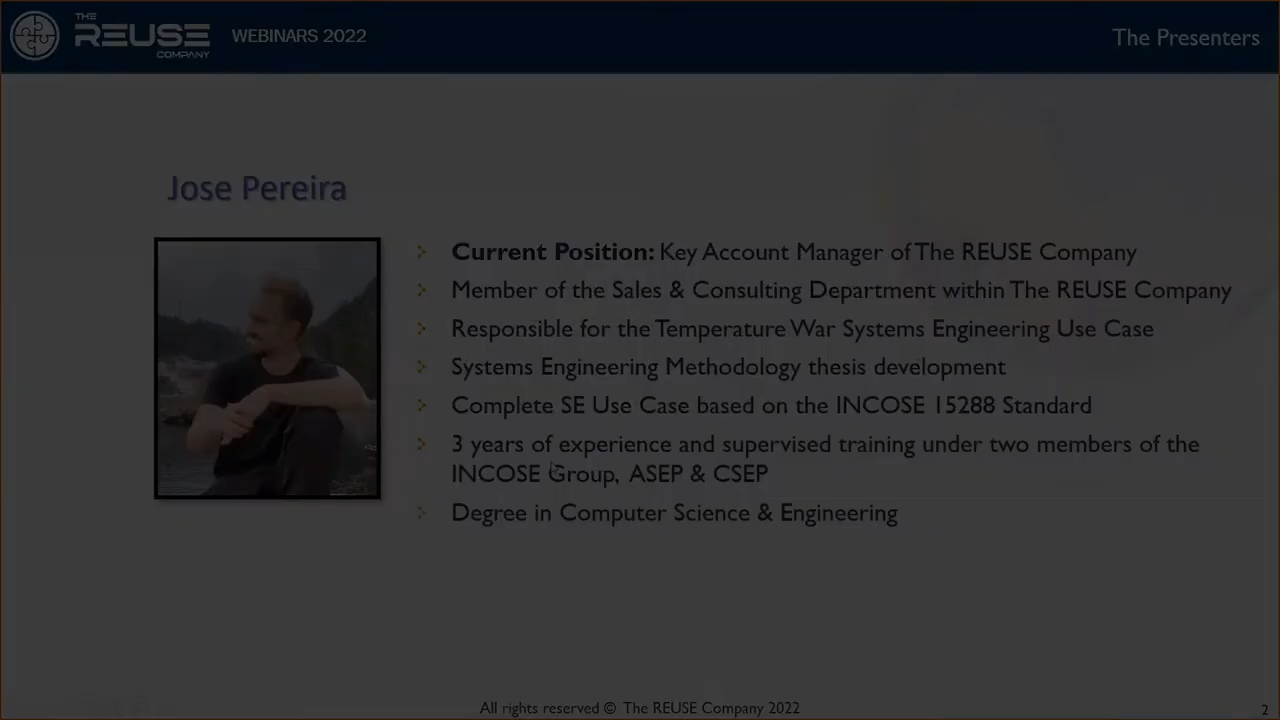 THE
REUSE
COMPANY
WEBINARS 2022
The Presenters
Jose Pereira
Current Position: Key Account Manager of The REUSE Company
Member of the Sales & Consulting Department within The REUSE Company
Responsible for the Temperature War Systems Engineering Use Case
Systems Engineering Methodology thesis development
Complete SE Use Case based on the INCOSE 15288 Standard
3 years of experience and supervised training under two members of the
INCOSE Group, ASEP & CSEP
Degree in Computer Science & Engineering
All rights reserved © The REUSE Company 2022
2